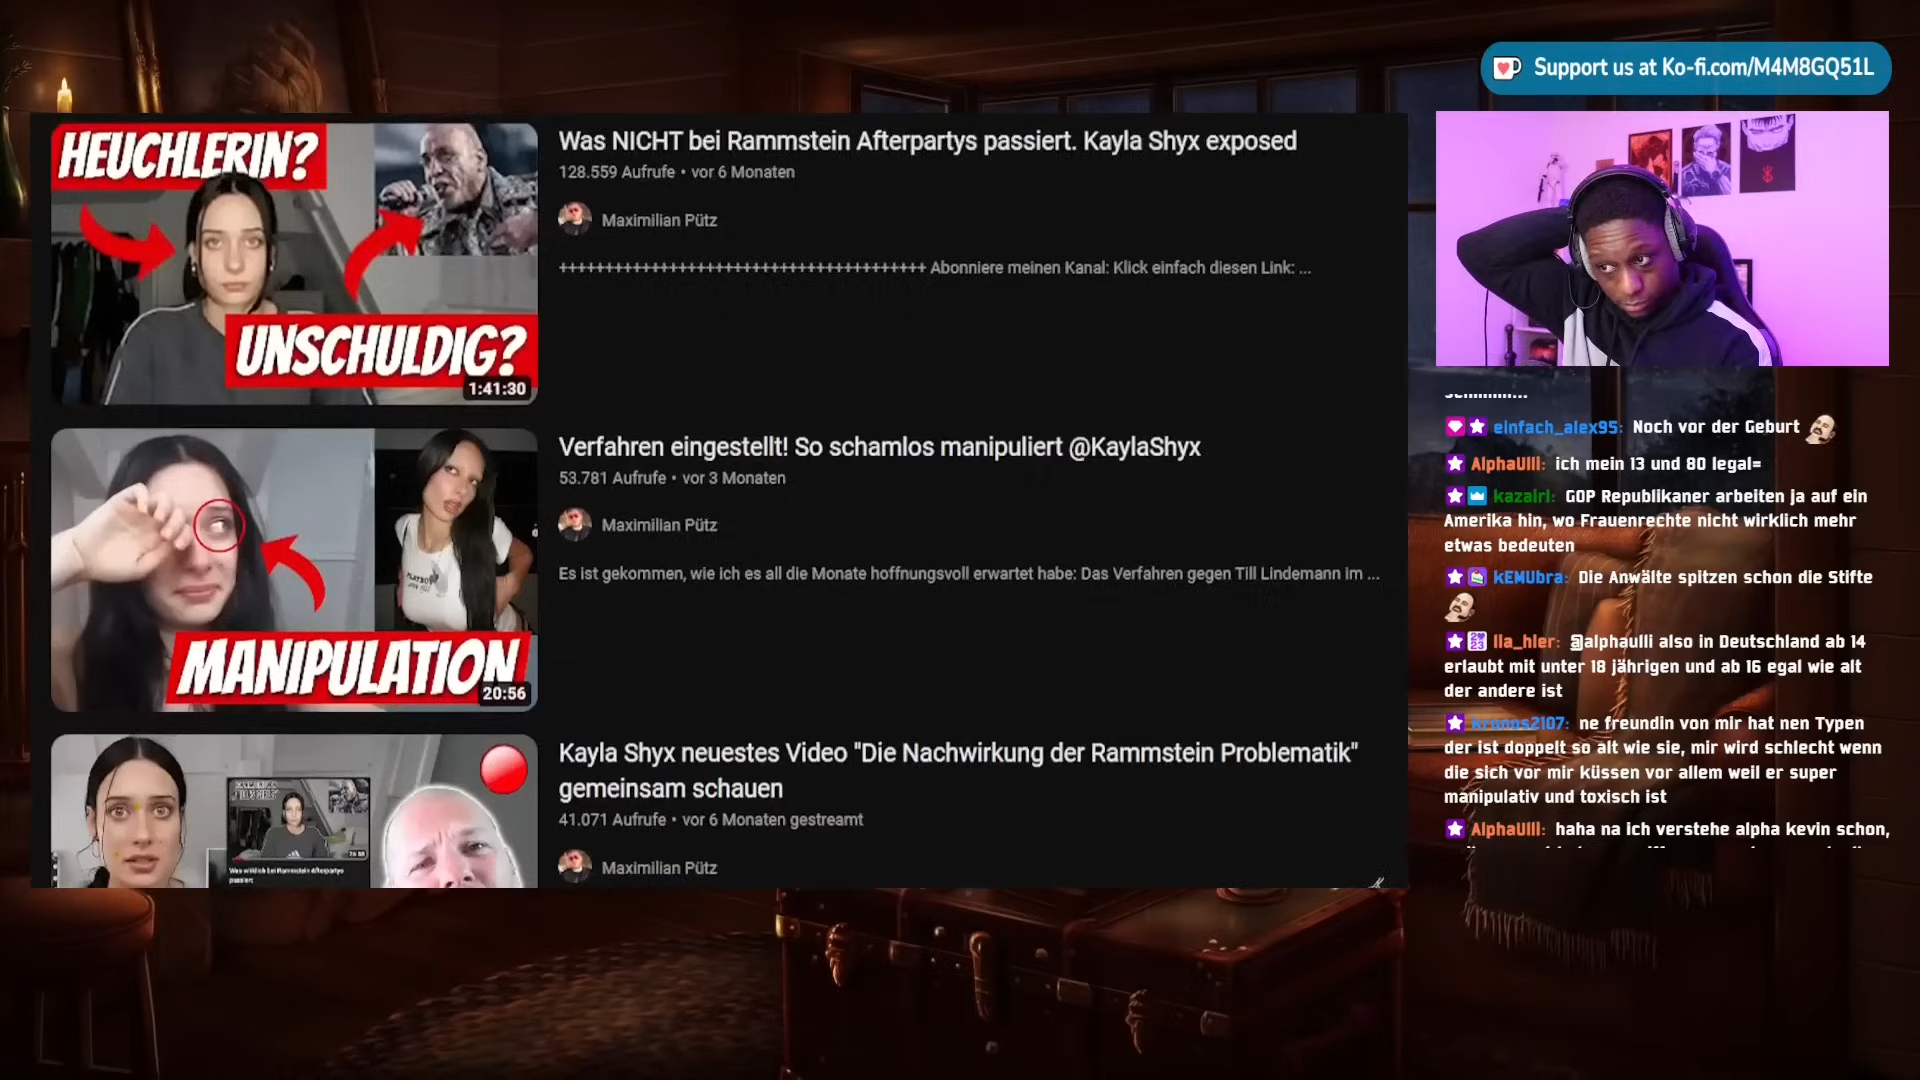 Support us at Ko-fi.com/M4M8GQ51L
HEUCHLERIN?
UNSCHULDIG?
1:41:30
Was NICHT bei Rammstein Afterpartys passiert. Kayla Shyx exposed
128.559 Aufrufe • vor 6 Monaten
Maximilian Pütz
++++++++++++++++++++++++++++++++++++++++ Abonniere meinen Kanal: Klick einfach diesen Link: ...
MANIPULATION
20:56
Verfahren eingestellt! So schamlos manipuliert @KaylaShyx
53.781 Aufrufe • vor 3 Monaten
Maximilian Pütz
Es ist gekommen, wie ich es all die Monate hoffnungsvoll erwartet habe: Das Verfahren gegen Till Lindemann im ...
Kayla Shyx neuestes Video "Die Nachwirkung der Rammstein Problematik"
gemeinsam schauen
41.071 Aufrufe • vor 6 Monaten gestreamt
Maximilian Pütz
einfach_alex95: Noch vor der Geburt
AlphaUlli: ich mein 13 und 80 legal=
kazairi: GOP Republikaner arbeiten ja auf ein
Amerika hin, wo Frauenrechte nicht wirklich mehr
etwas bedeuten
kEMUbra: Die Anwälte spitzen schon die Stifte
lia_hier: @alphaulli also in Deutschland ab 14
erlaubt mit unter 18 jährigen und ab 16 egal wie alt
der andere ist
kronos2107: ne freundin von mir hat nen Typen
der ist doppelt so alt wie sie, mir wird schlecht wenn
die sich vor mir küssen vor allem weil er super
manipulativ und toxisch ist
AlphaUlli: haha na ich verstehe alpha kevin schon,